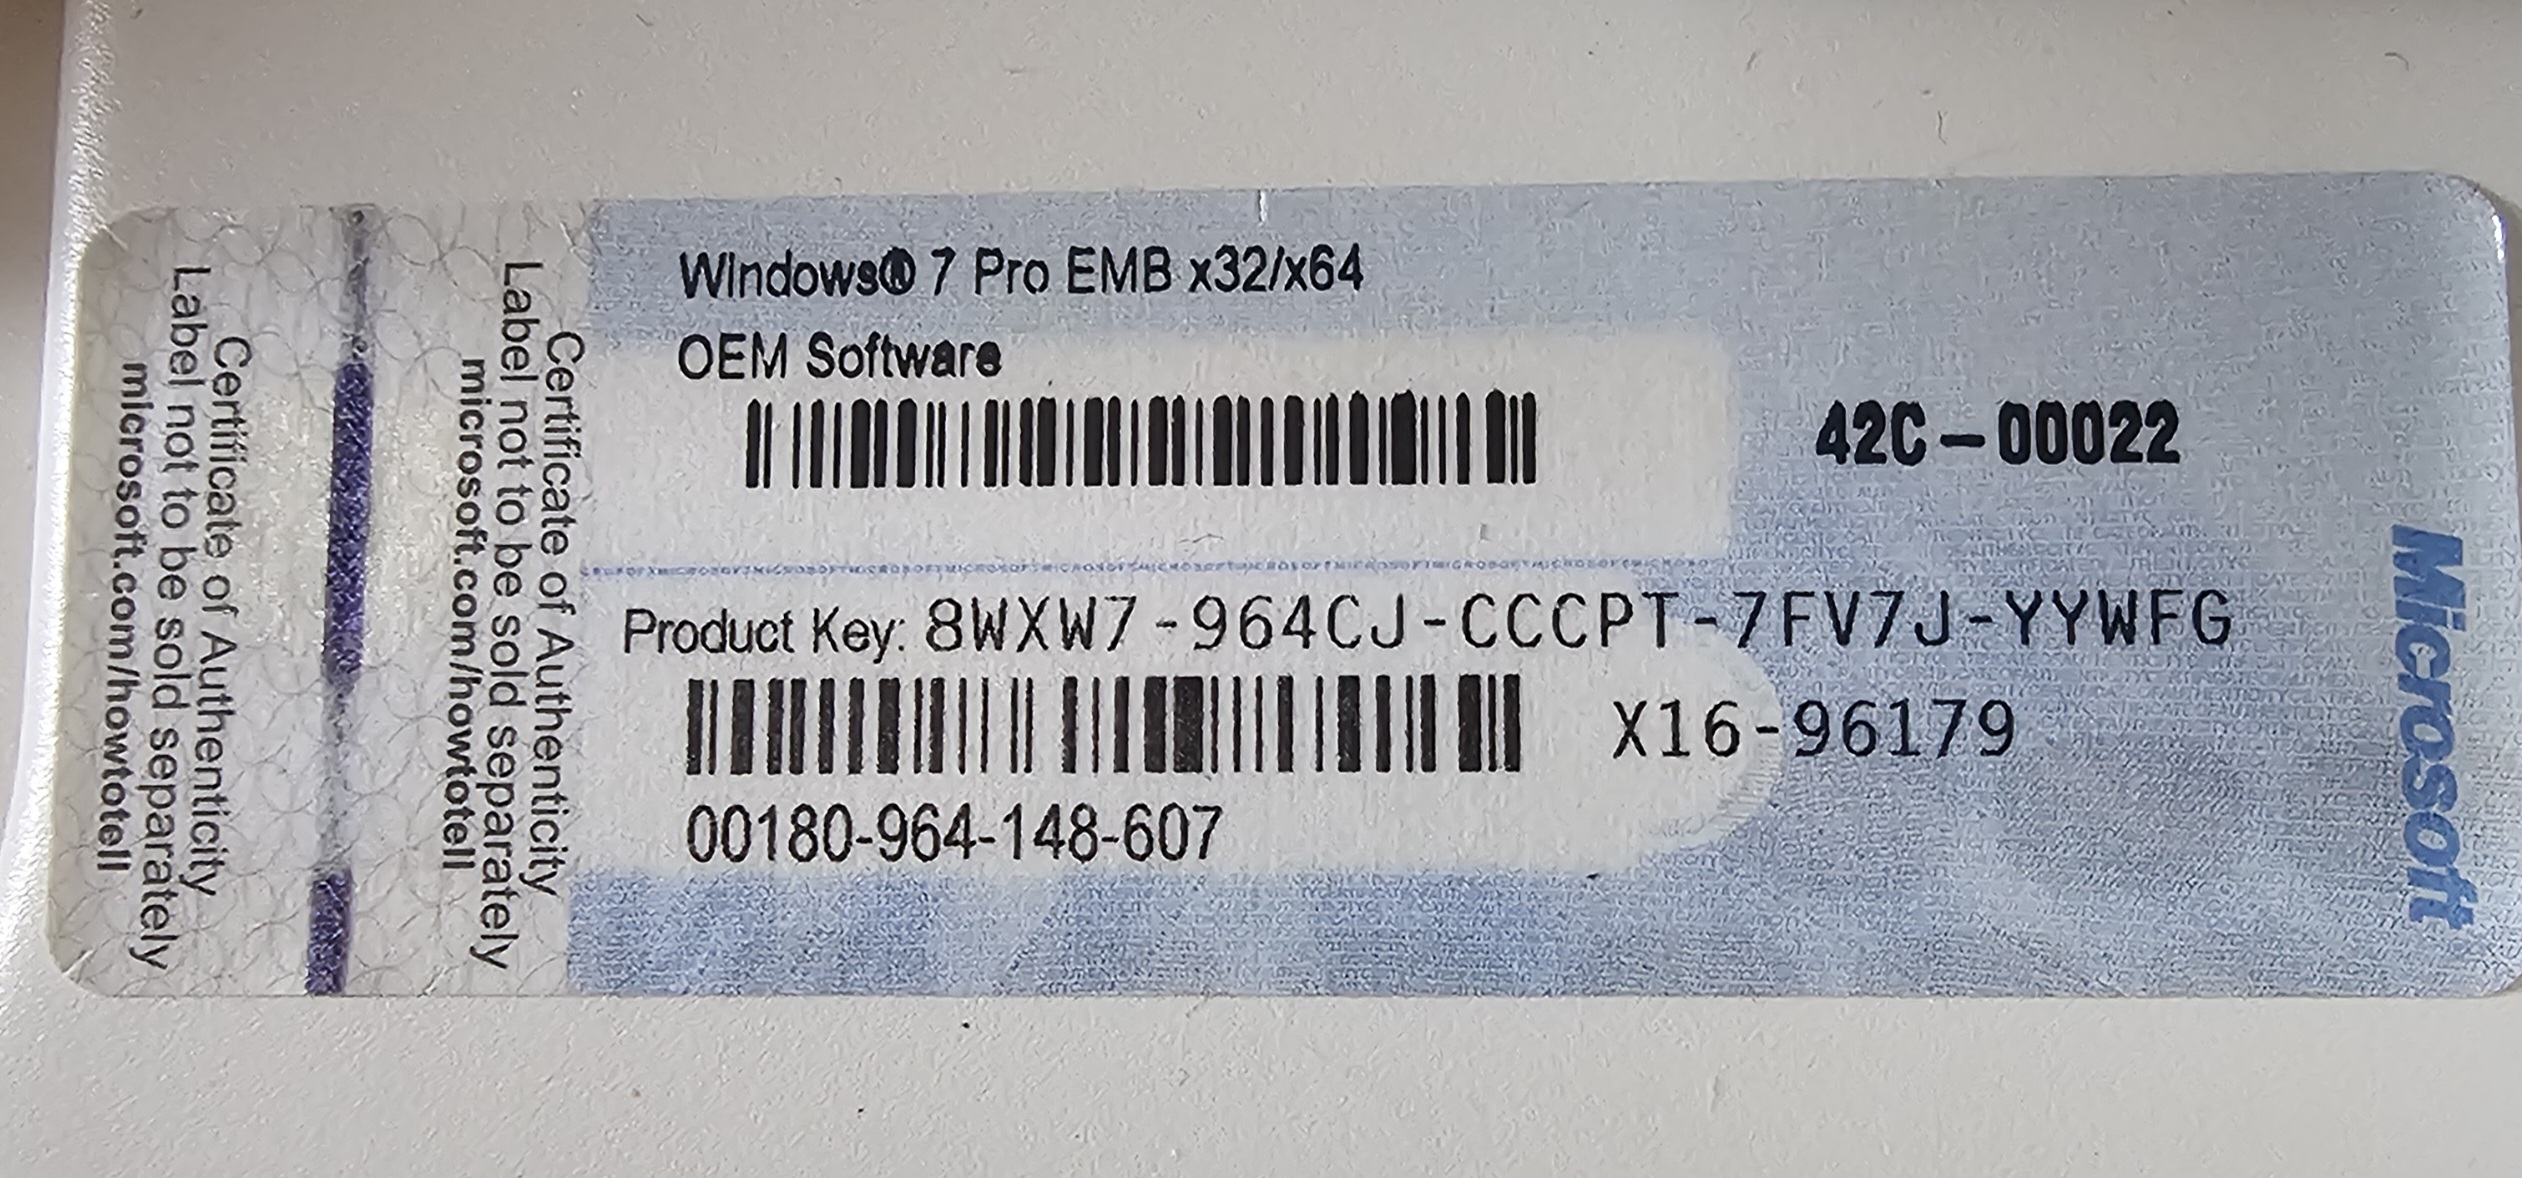 Windows® 7 Pro EMB x32/x64
OEM Software
42C-00022
Product Key: 8WXW7-964CJ-CCCPT-7FV7J-YYWFG
X16-96179
00180-964-148-607
Microsoft
Certificate of Authenticity
Label not to be sold separately
microsoft.com/howtotell
Certificate of Authenticity
Label not to be sold separately
microsoft.com/howtotell